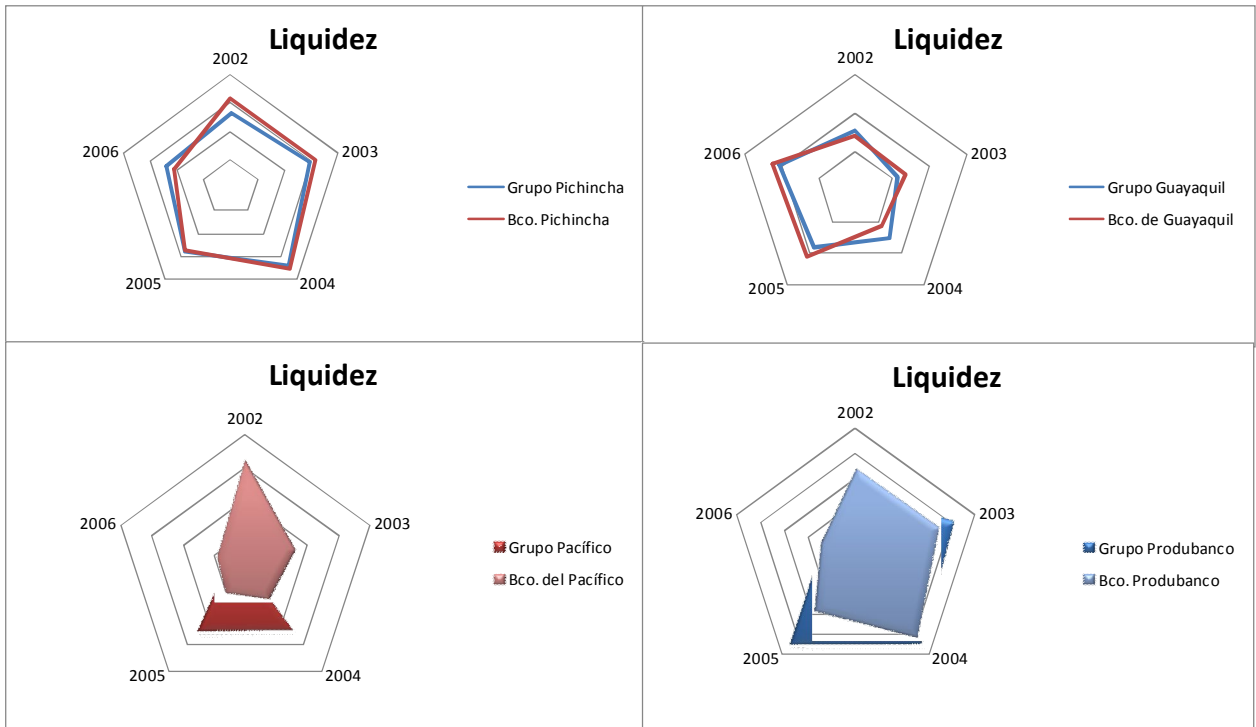 Liquidez
2002
2003
2004
2005
2006
Grupo Pichincha
Bco. Pichincha
Liquidez
2002
2003
2004
2005
2006
Grupo Guayaquil
Bco. de Guayaquil
Liquidez
2002
2003
2004
2005
2006
Grupo Pacífico
Bco. del Pacífico
Liquidez
2002
2003
2004
2005
2006
Grupo Produbanco
Bco. Produbanco